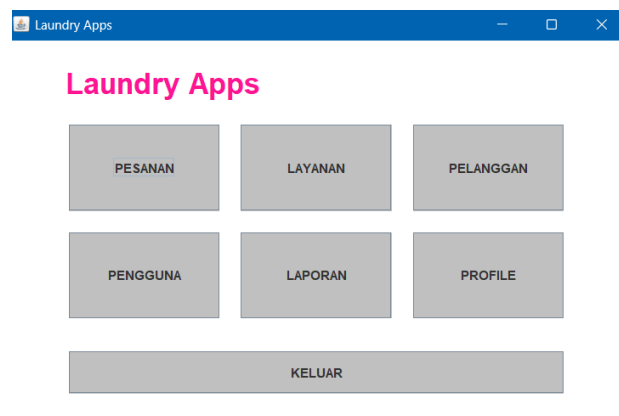 Laundry Apps
Laundry Apps
PESANAN LAYANAN PELANGGAN
PENGGUNA LAPORAN PROFILE
KELUAR